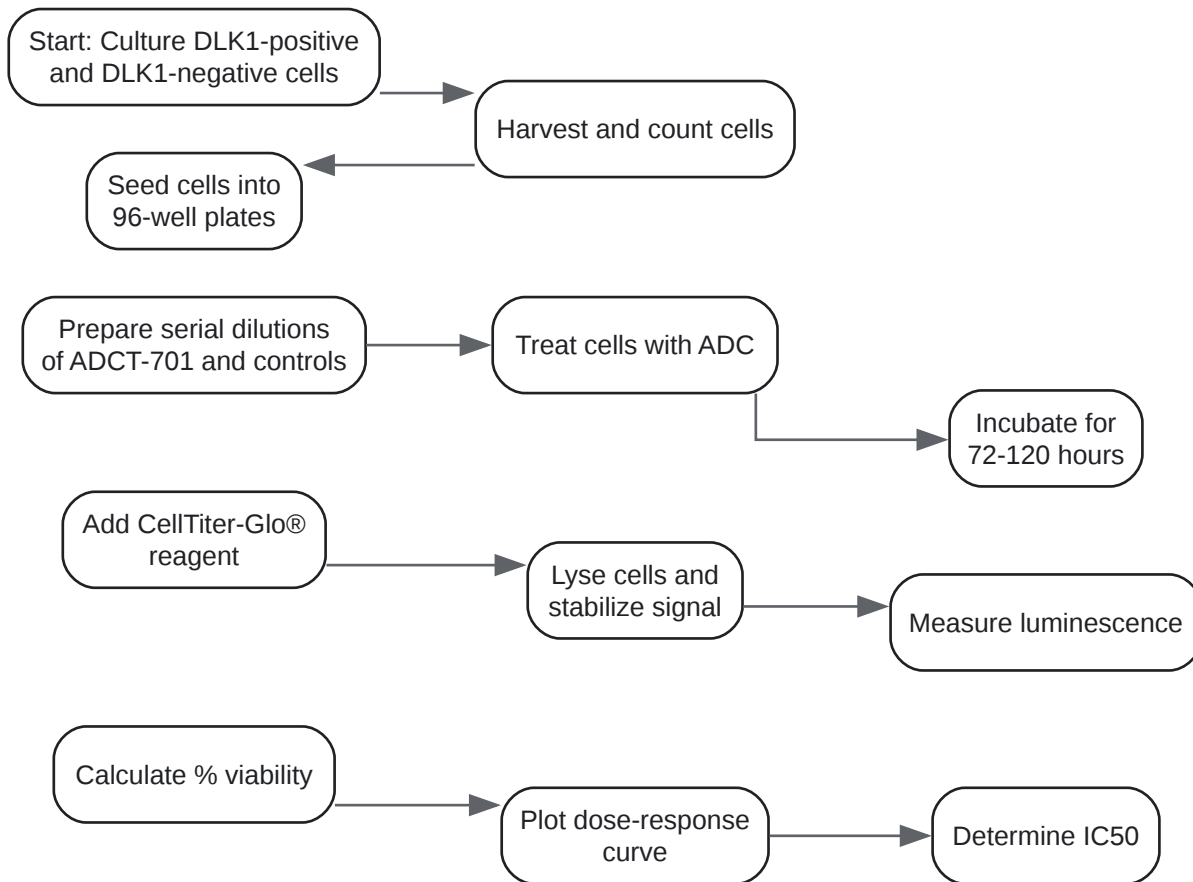 Start: Culture DLK1-positive
and DLK1-negative cells
Harvest and count cells
Seed cells into
96-well plates
Prepare serial dilutions
of ADCT-701 and controls
Treat cells with ADC
Incubate for
72-120 hours
Add CellTiter-Glo®
reagent
Lyse cells and
stabilize signal
Measure luminescence
Calculate % viability
Plot dose-response
curve
Determine IC50